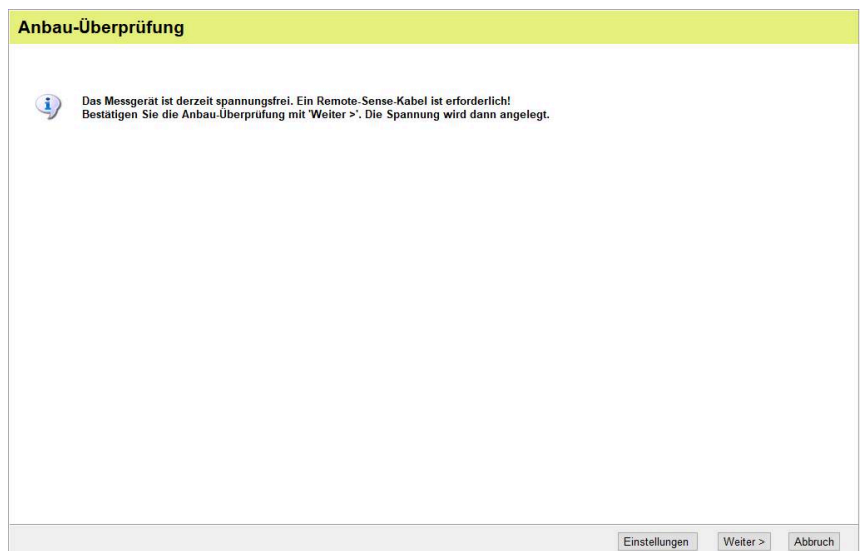 Anbau-Überprüfung
Das Messgerät ist derzeit spannungsfrei. Ein Remote-Sense-Kabel ist erforderlich!
Bestätigen Sie die Anbau-Überprüfung mit 'Weiter >'. Die Spannung wird dann angelegt.
Einstellungen Weiter > Abbruch